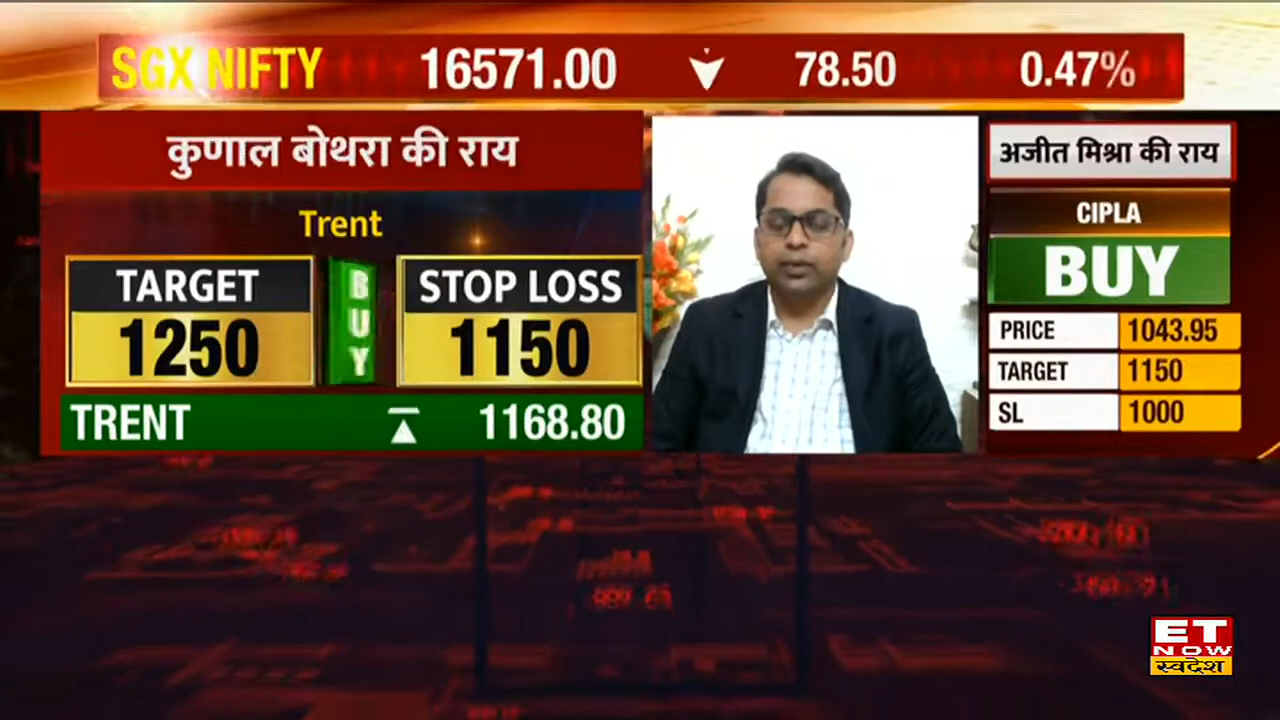 SGX NIFTY 16571.00 78.50 0.47%
कुणाल बोथरा की राय
Trent
TARGET
1250
BUY
STOP LOSS
1150
TRENT 1168.80
अजीत मिश्रा की राय
CIPLA
BUY
PRICE 1043.95
TARGET 1150
SL 1000
ET
NOW
स्वदेश